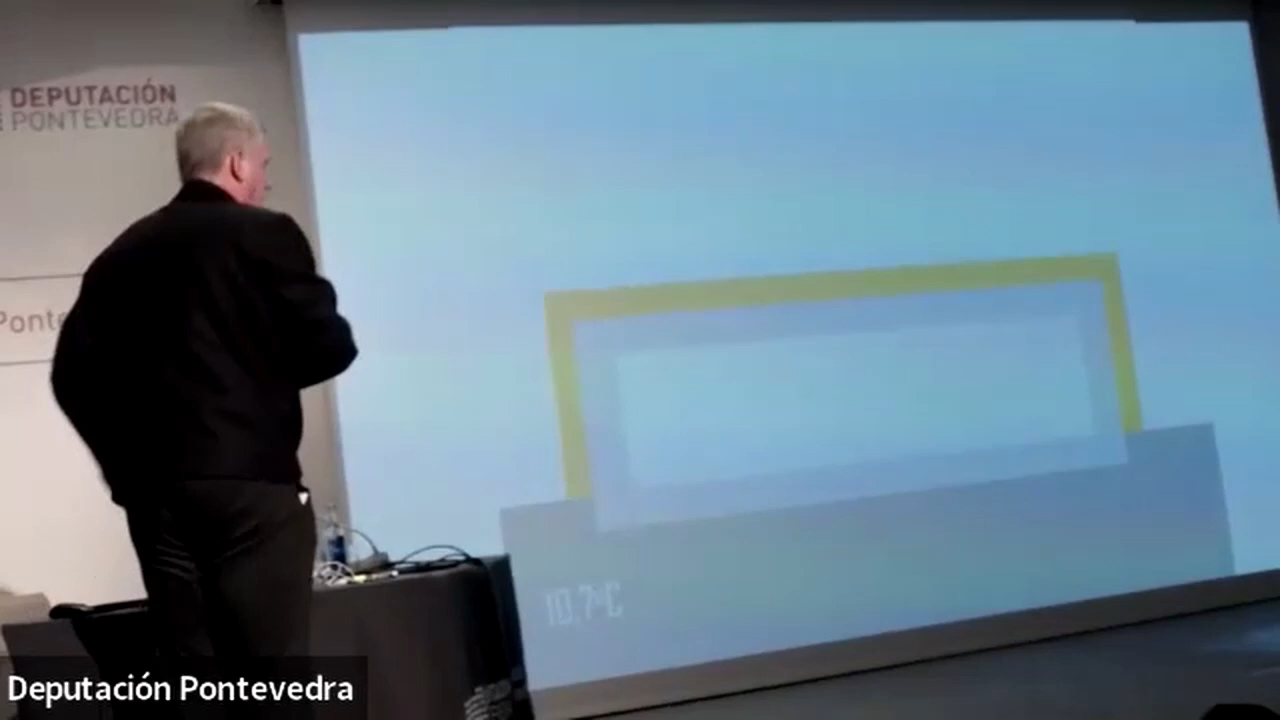 DEPUTACIÓN
PONTEVEDRA
Ponte
10.7ºC
Deputación Pontevedra